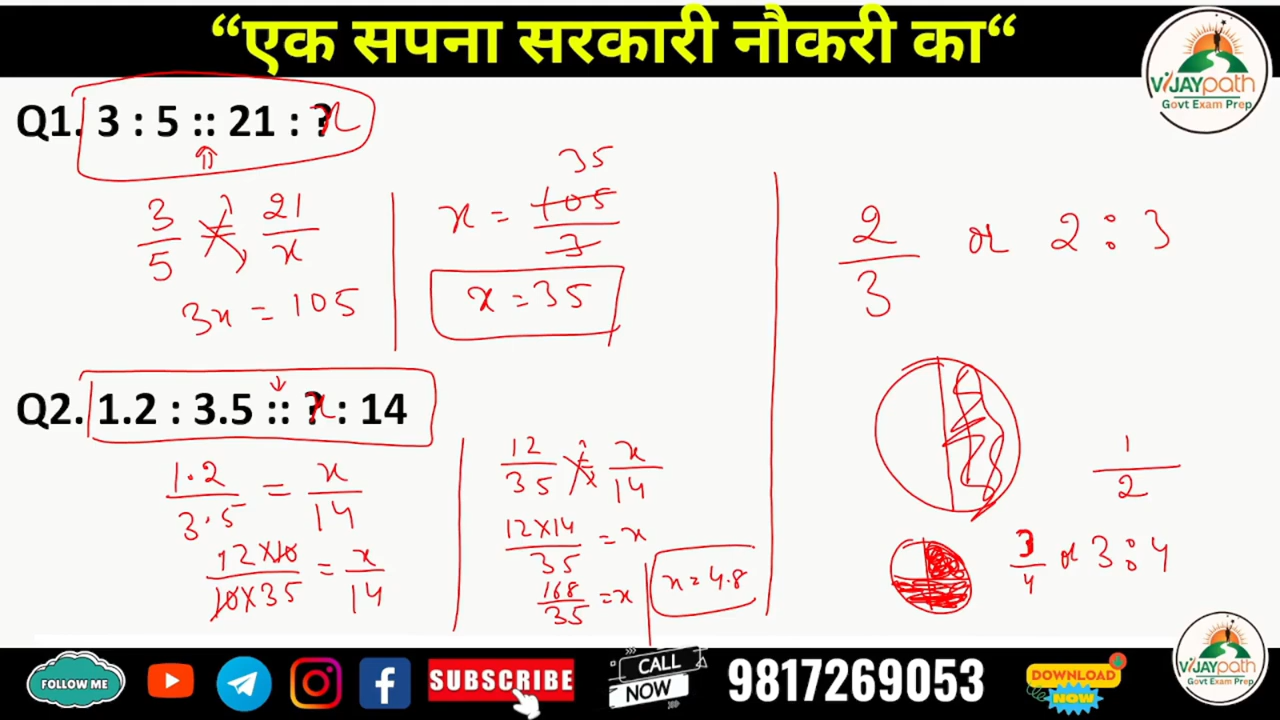 “एक सपना सरकारी नौकरी का“
VIJAYpath
Govt Exam Prep
Q1. 3 : 5 :: 21 : ? x
3/5 = 21/x
3x = 105
x = 105/3
35
x = 35
2/3 or 2 : 3
Q2. 1.2 : 3.5 :: ? x : 14
1.2/3.5 = x/14
12×10/10×35 = x/14
12/35 = x/14
12×14/35 = x
168/35 = x
x = 4.8
1/2
3/4 or 3 : 4
FOLLOW ME
SUBSCRIBE
CALL
NOW
9817269053
DOWNLOAD
NOW
VIJAYpath
Govt Exam Prep